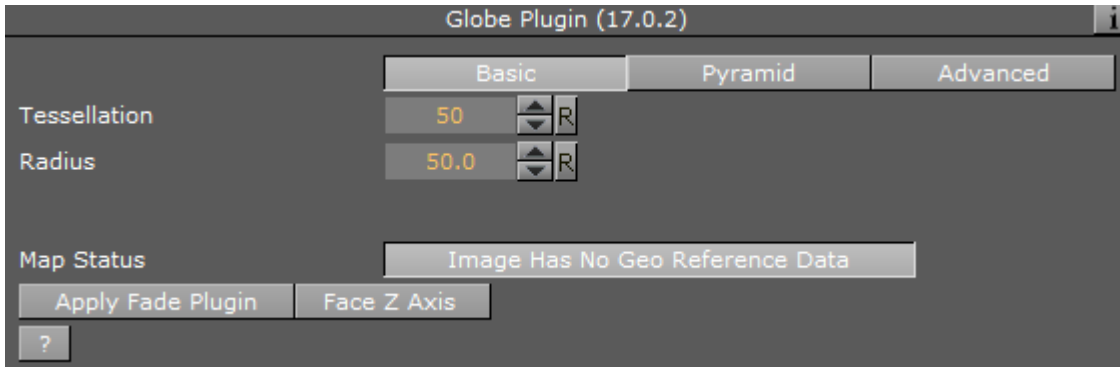 Globe Plugin (17.0.2) i
Basic Pyramid Advanced
Tessellation 50 R
Radius 50.0 R
Map Status Image Has No Geo Reference Data
Apply Fade Plugin Face Z Axis
?